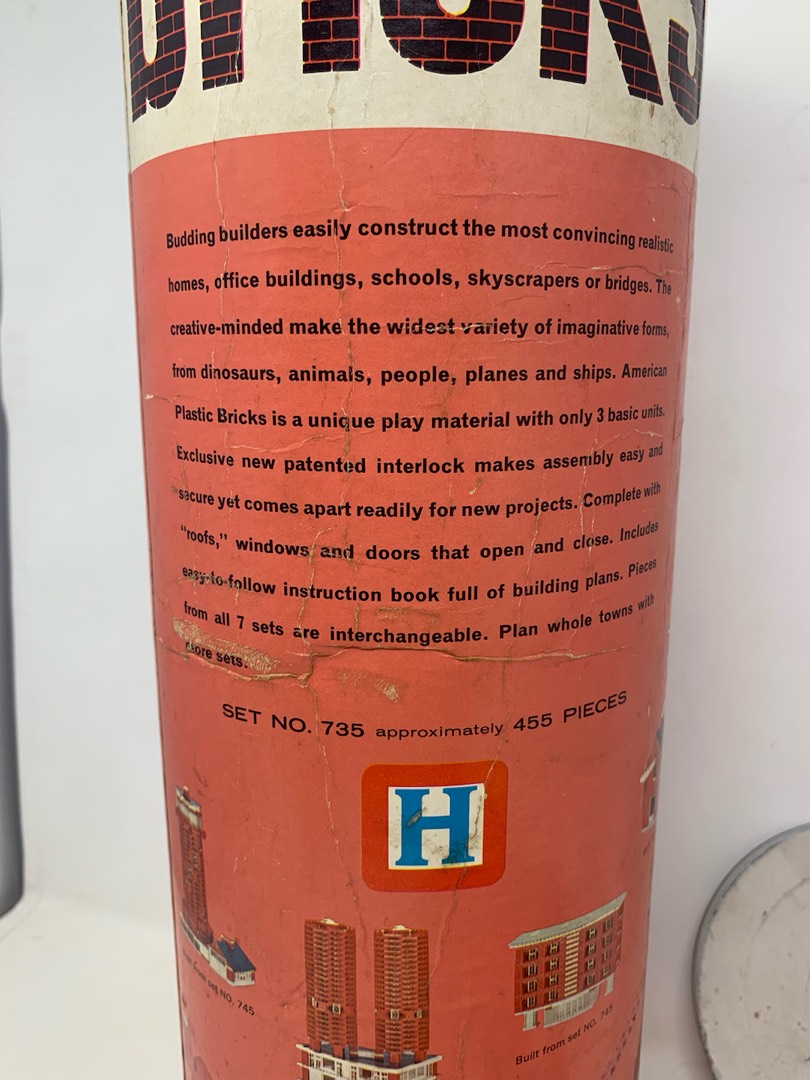 Bricks
Budding builders easily construct the most convincing realistic
homes, office buildings, schools, skyscrapers or bridges. The
creative-minded make the widest variety of imaginative forms,
from dinosaurs, animals, people, planes and ships. American
Plastic Bricks is a unique play material with only 3 basic units.
Exclusive new patented interlock makes assembly easy and
secure yet comes apart readily for new projects. Complete with
“roofs,” windows and doors that open and close. Includes
easy-to-follow instruction book full of building plans. Pieces
from all 7 sets are interchangeable. Plan whole towns with
more sets.
SET NO. 735 approximately 455 PIECES
H
set NO. 745
Built from set NO. 745